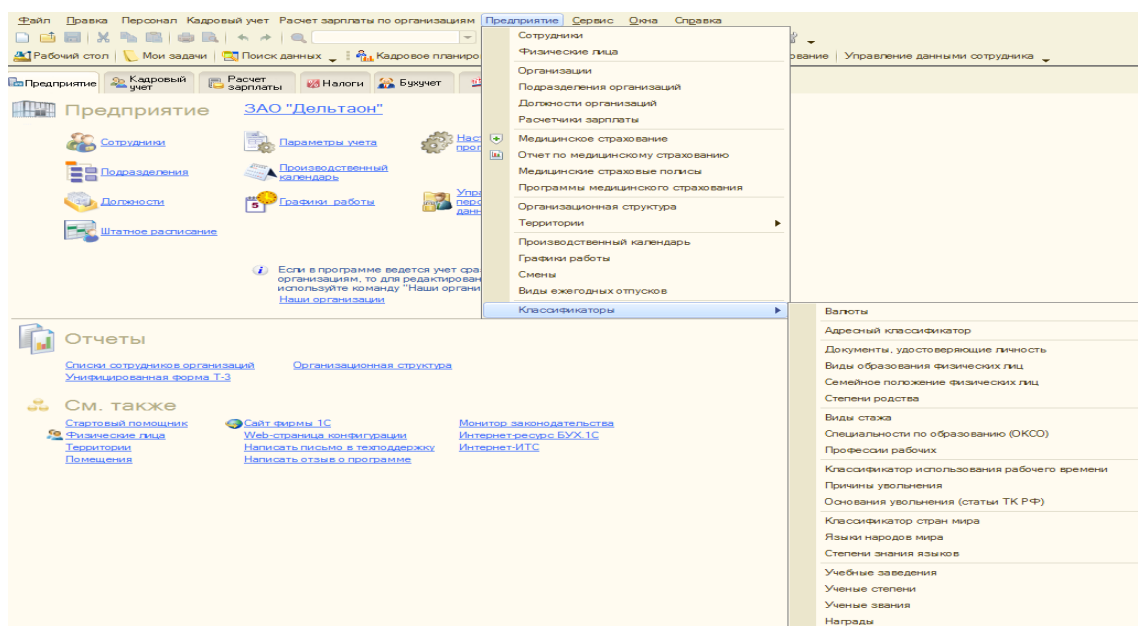 Файл Правка Персонал Кадровый учет Расчет зарплаты по организациям Предприятие Сервис Окна Справка
Рабочий стол Мои задачи Поиск данных Кадровое планиро
ование Управление данными сотрудника
Предприятие Кадровый учет Расчет зарплаты Налоги Бухучет
Предприятие ЗАО "Дельтаон"
Сотрудники
Параметры учета
Подразделения
Производственный
календарь
Должности
Графики работы
Штатное расписание
Если в программе ведется учет сра
организациям, то для редактирован
используйте команду "Наши органи
Наши организации
Отчеты
Списки сотрудников организаций Организационная структура
Унифицированная форма Т-3
См. также
Стартовый помощник Сайт фирмы 1С Монитор законодательства
Физические лица Web-страница конфигурации Интернет-ресурс БУХ.1С
Территории Написать письмо в техподдержку Интернет-ИТС
Помещения Написать отзыв о программе
Сотрудники
Физические лица
Организации
Подразделения организаций
Должности организаций
Расчетчики зарплаты
Медицинское страхование
Отчет по медицинскому страхованию
Медицинские страховые полисы
Программы медицинского страхования
Организационная структура
Территории
Производственный календарь
Графики работы
Смены
Виды ежегодных отпусков
Классификаторы
Валюты
Адресный классификатор
Документы, удостоверяющие личность
Виды образования физических лиц
Семейное положение физических лиц
Степени родства
Виды стажа
Специальности по образованию (ОКСО)
Профессии рабочих
Классификатор использования рабочего времени
Причины увольнения
Основания увольнения (статьи ТК РФ)
Классификатор стран мира
Языки народов мира
Степени знания языков
Учебные заведения
Ученые степени
Ученые звания
Награды